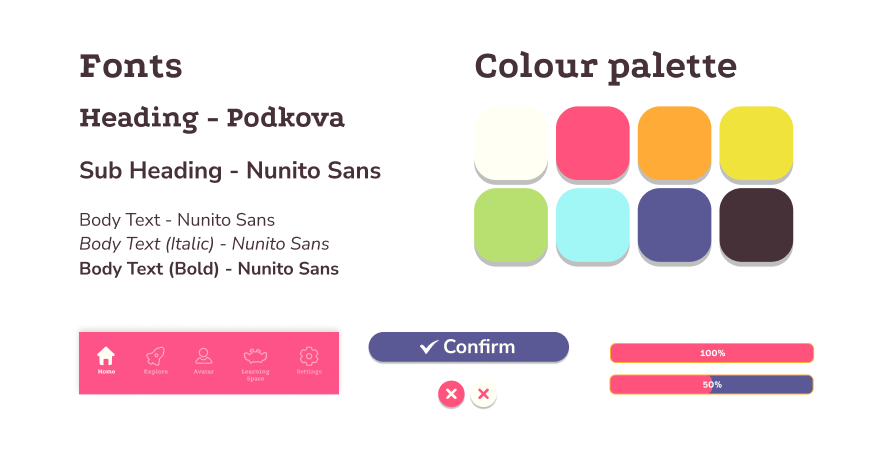 Fonts
Heading - Podkova
Sub Heading - Nunito Sans
Body Text - Nunito Sans
Body Text (Italic) - Nunito Sans
Body Text (Bold) - Nunito Sans
Colour palette
Home
Explore
Avatar
Learning
Space
Settings
Confirm
100%
50%